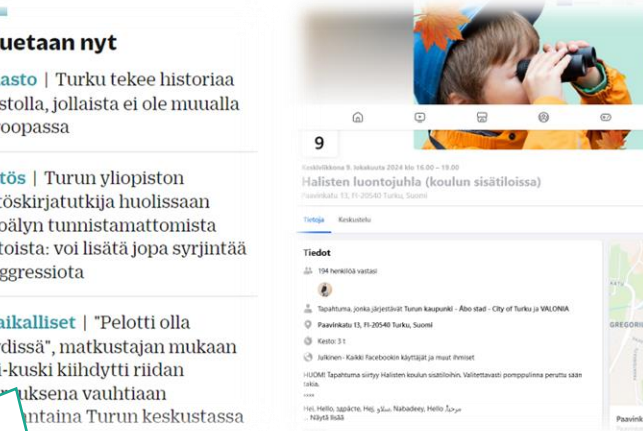 uetaan nyt
asto | Turku tekee historiaa
stolla, jollaista ei ole muualla
roopassa
tös | Turun yliopiston
töskirjatutkija huolissaan
oälyn tunnistamattomista
toista: voi lisätä jopa syrjintää
ggressiota
aikalliset | "Pelotti olla
dissä", matkustajan mukaan
i-kuski kiihdytti riidan
uksena vauhtiaan
antaina Turun keskustassa
9
Keskiviikkona 9. lokakuuta 2024 klo 16.00 – 19.00
Halisten luontojuhla (koulun sisätiloissa)
Paavinkatu 13, FI-20540 Turku, Suomi
Tietoja Keskustelu
Tiedot
194 henkilöä vastasi
Tapahtuma, jonka järjestävät Turun kaupunki - Åbo stad - City of Turku ja VALONIA
Paavinkatu 13, FI-20540 Turku, Suomi
Kesto: 3 t
Julkinen · Kaikki Facebookin käyttäjät ja muut ihmiset
HUOM! Tapahtuma siirtyy Halisten koulun sisätiloihin. Valitettavasti pomppulinna peruttu sään
takia.
Hei, Hello, здрасте, Hej, سلاو, Nabadeey, Hello مرحباً
... Näytä lisää
GREGORI
Paavink